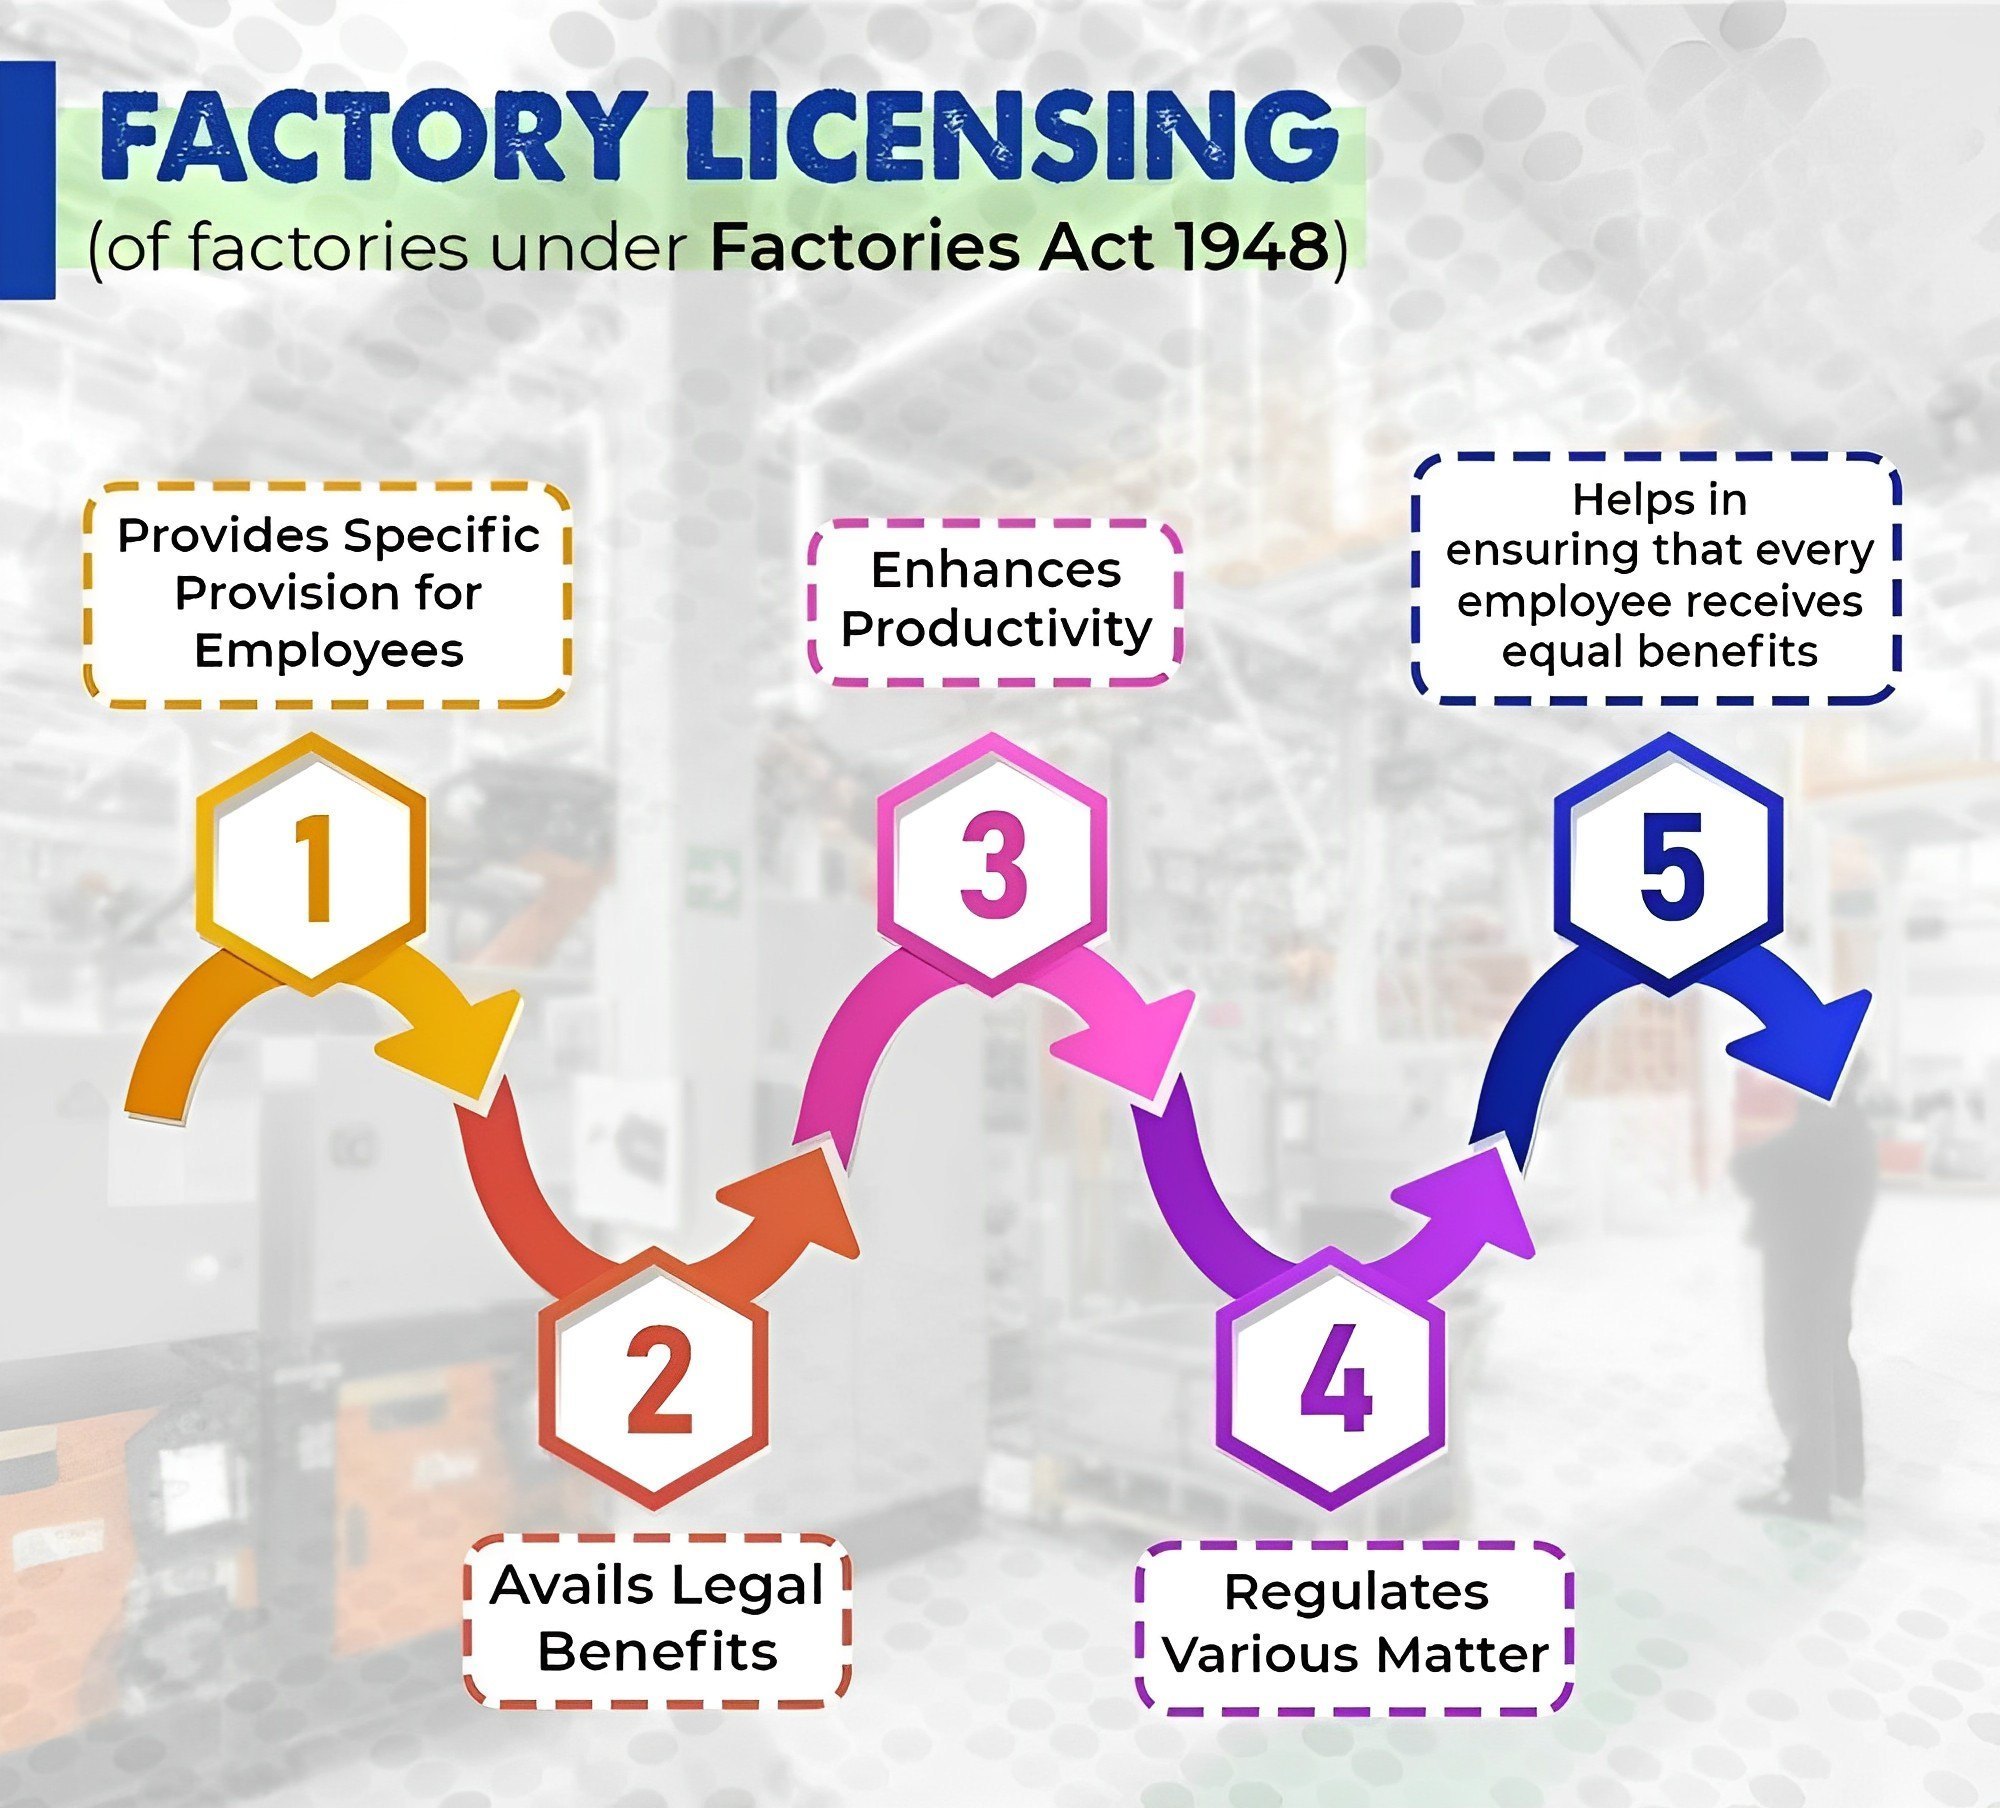 FACTORY LICENSING
(of factories under Factories Act 1948)
Provides Specific
Provision for
Employees
1
Avails Legal
Benefits
2
Enhances
Productivity
3
Regulates
Various Matter
4
Helps in
ensuring that every
employee receives
equal benefits
5